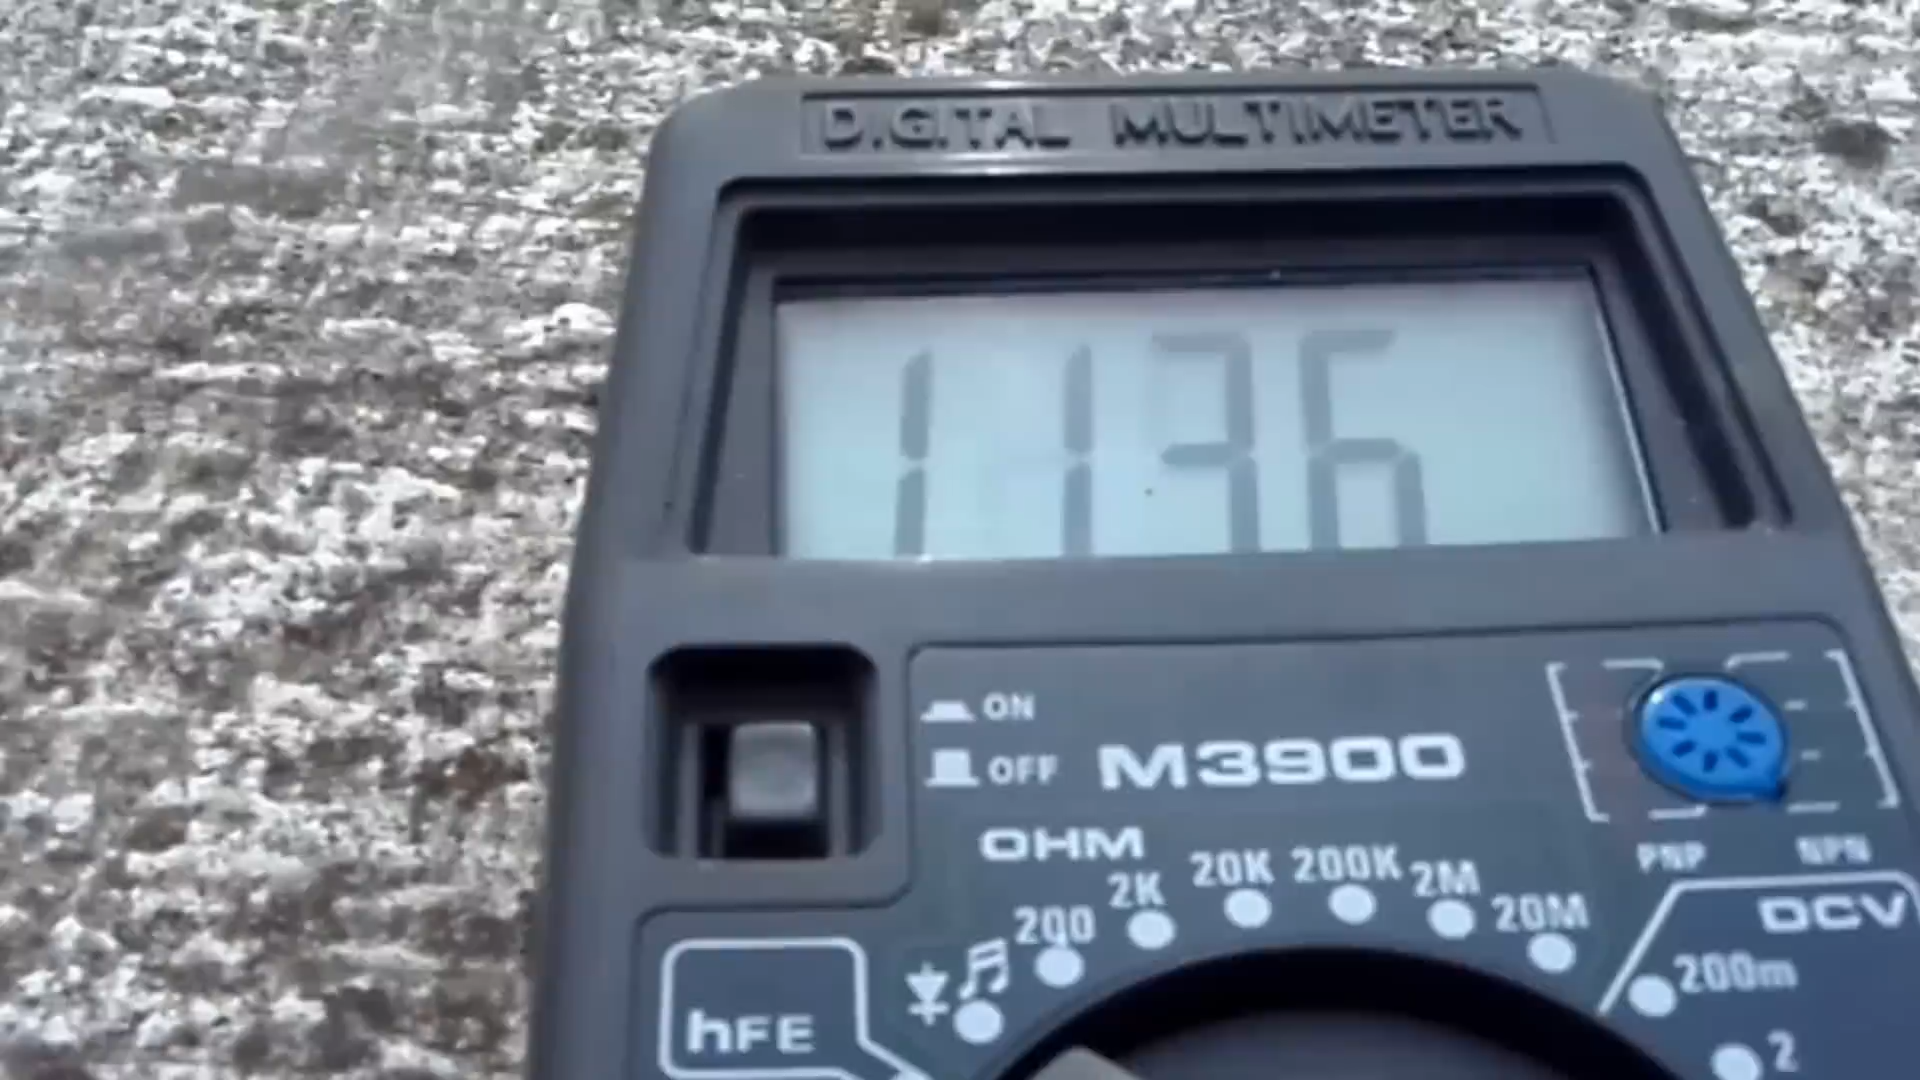 DIGITAL MULTIMETER
1136
ON
OFF
M3900
OHM
200
2K
20K
200K
2M
20M
PNP
NPN
DCV
200m
2
hFE